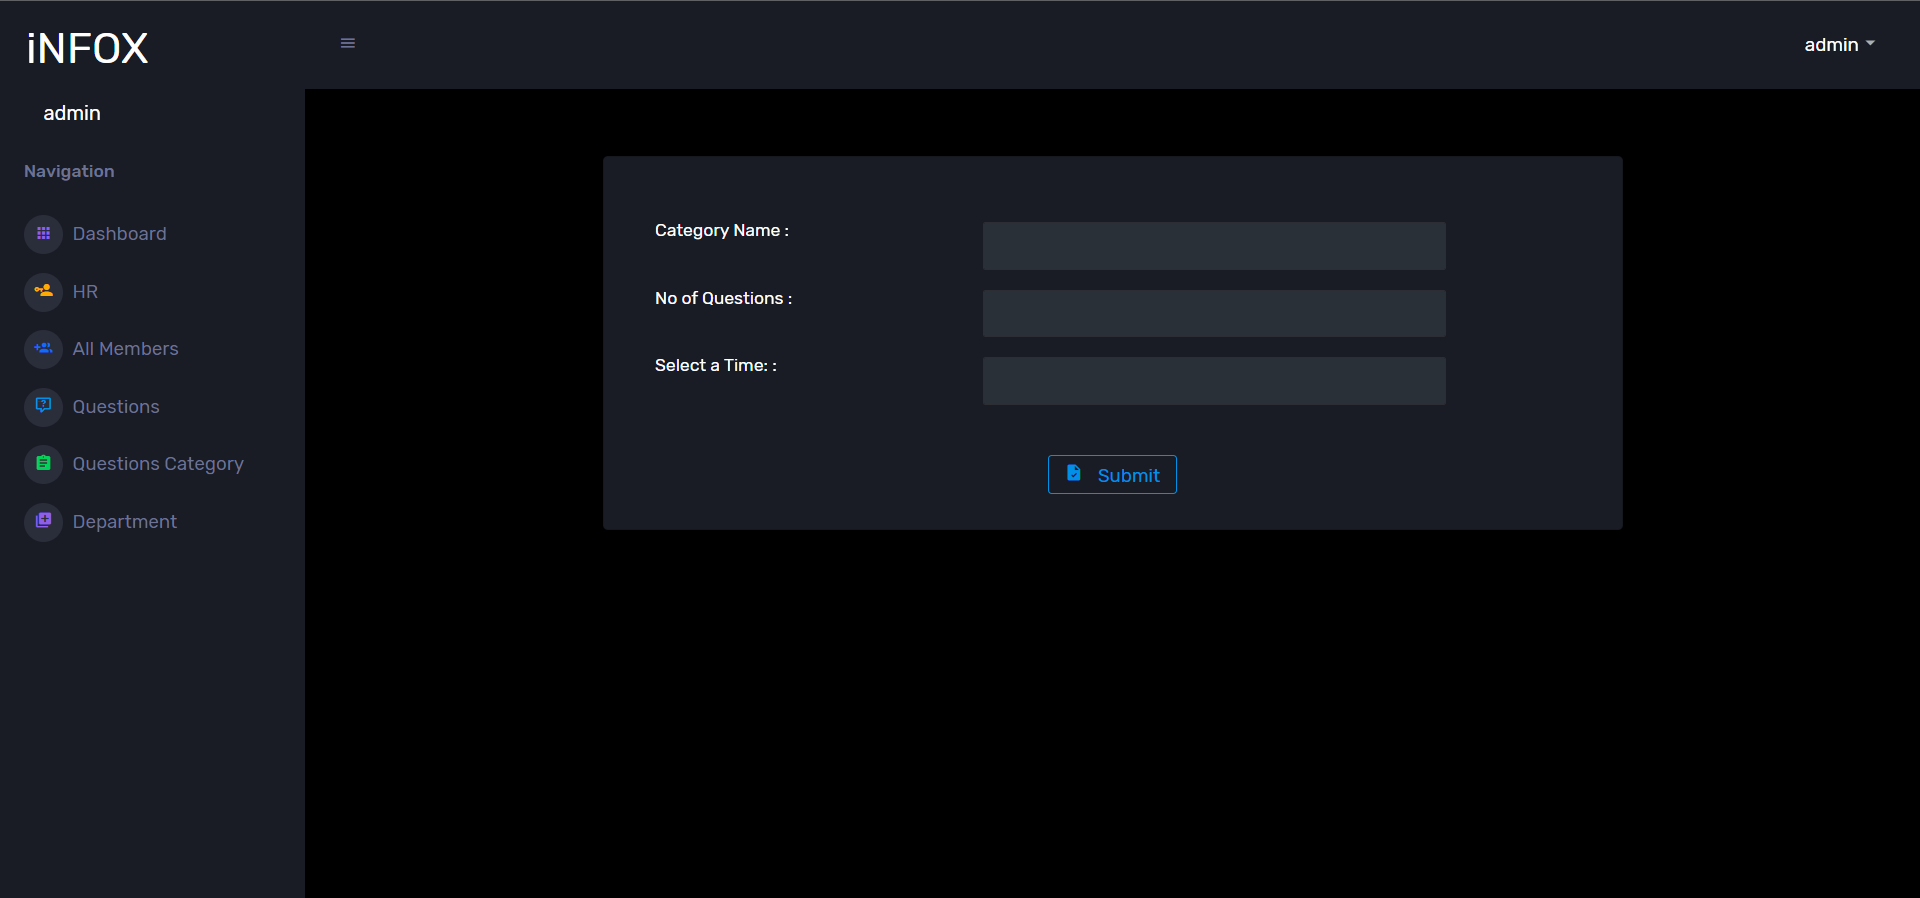 iNFOX
admin
admin
Navigation
Dashboard
HR
All Members
Questions
Questions Category
Department
Category Name :
No of Questions :
Select a Time: :
Submit